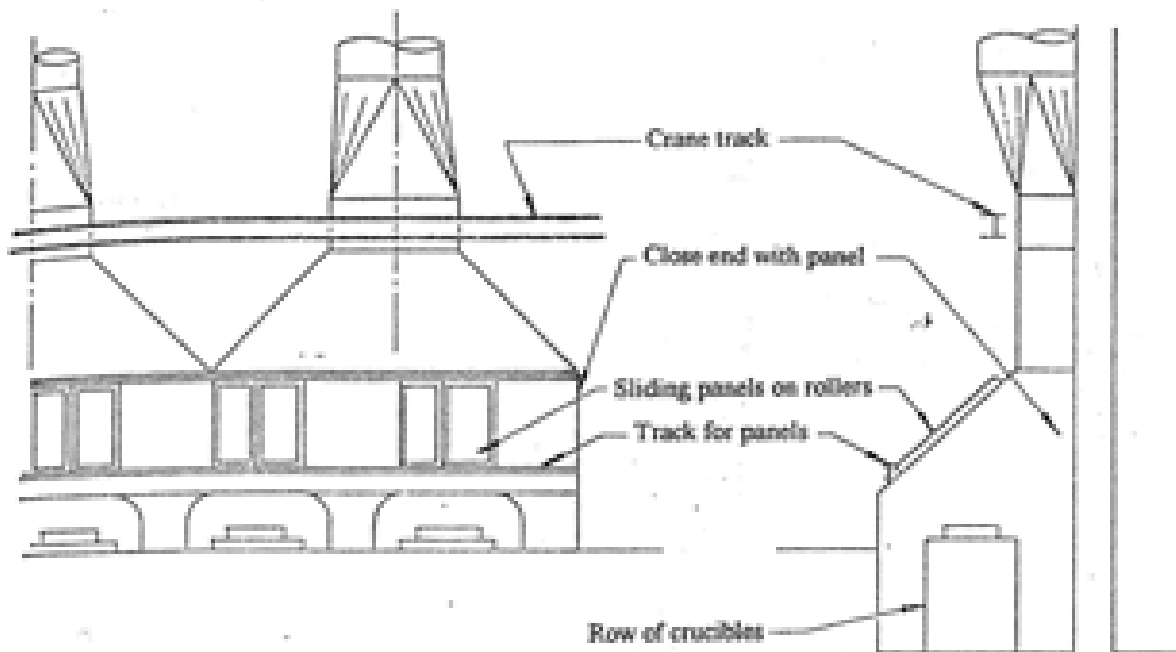 Crane track
Close end with panel
Sliding panels on rollers
Track for panels
Row of crucibles